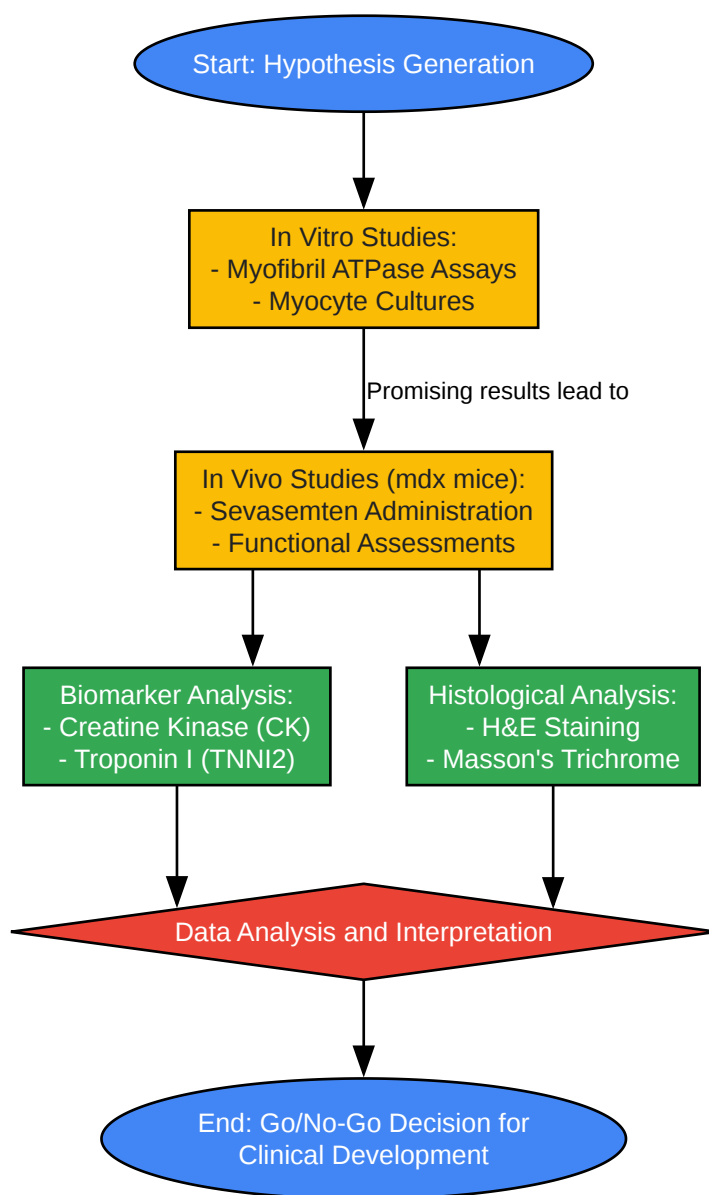 Start: Hypothesis Generation
In Vitro Studies:
- Myofibril ATPase Assays
- Myocyte Cultures
Promising results lead to
In Vivo Studies (mdx mice):
- Sevasemten Administration
- Functional Assessments
Biomarker Analysis:
- Creatine Kinase (CK)
- Troponin I (TNNI2)
Histological Analysis:
- H&E Staining
- Masson's Trichrome
Data Analysis and Interpretation
End: Go/No-Go Decision for
Clinical Development